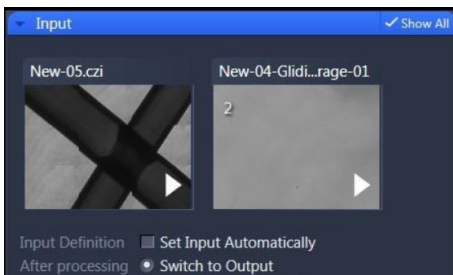 Input
Show All
New-05.czi
New-04-Glidi...rage-01
2
Input Definition Set Input Automatically
After processing Switch to Output